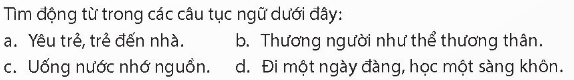 Tìm động từ trong các câu tục ngữ dưới đây:
a. Yêu trẻ, trẻ đến nhà. b. Thương người như thể thương thân.
c. Uống nước nhớ nguồn. d. Đi một ngày đàng, học một sàng khôn.